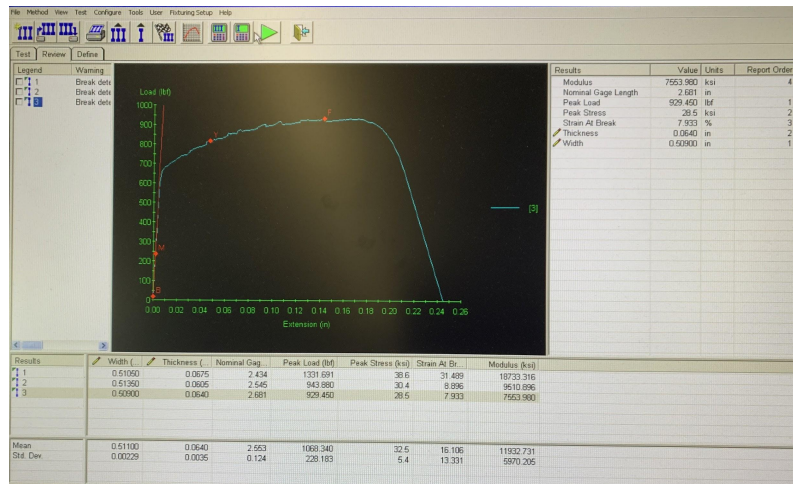 File Method View Test Configure Tools User Fixturing Setup Help
Test Review Define
Legend Warning
1 Break dete
2 Break dete
3 Break dete
Load (lbf)
1000
900
800
700
600
500
400
300
200
100
0
Y
F
M
B
[3]
0.00 0.02 0.04 0.06 0.08 0.10 0.12 0.14 0.16 0.18 0.20 0.22 0.24 0.26
Extension (in)
Results Value Units Report Order
Modulus 7553.980 ksi 4
Nominal Gage Length 2.681 in
Peak Load 929.450 lbf 1
Peak Stress 28.5 ksi 2
Strain At Break 7.933 % 3
Thickness 0.0640 in 2
Width 0.50900 in 1
Results Width (... Thickness (... Nominal Gag... Peak Load (lbf) Peak Stress (ksi) Strain At Br... Modulus (ksi)
1 0.51050 0.0675 2.434 1331.691 38.6 31.489 18733.316
2 0.51350 0.0605 2.545 943.880 30.4 8.896 9510.896
3 0.50900 0.0640 2.681 929.450 28.5 7.933 7553.980
Mean 0.51100 0.0640 2.553 1068.340 32.5 16.106 11932.731
Std. Dev. 0.00229 0.0035 0.124 228.183 5.4 13.331 5970.205